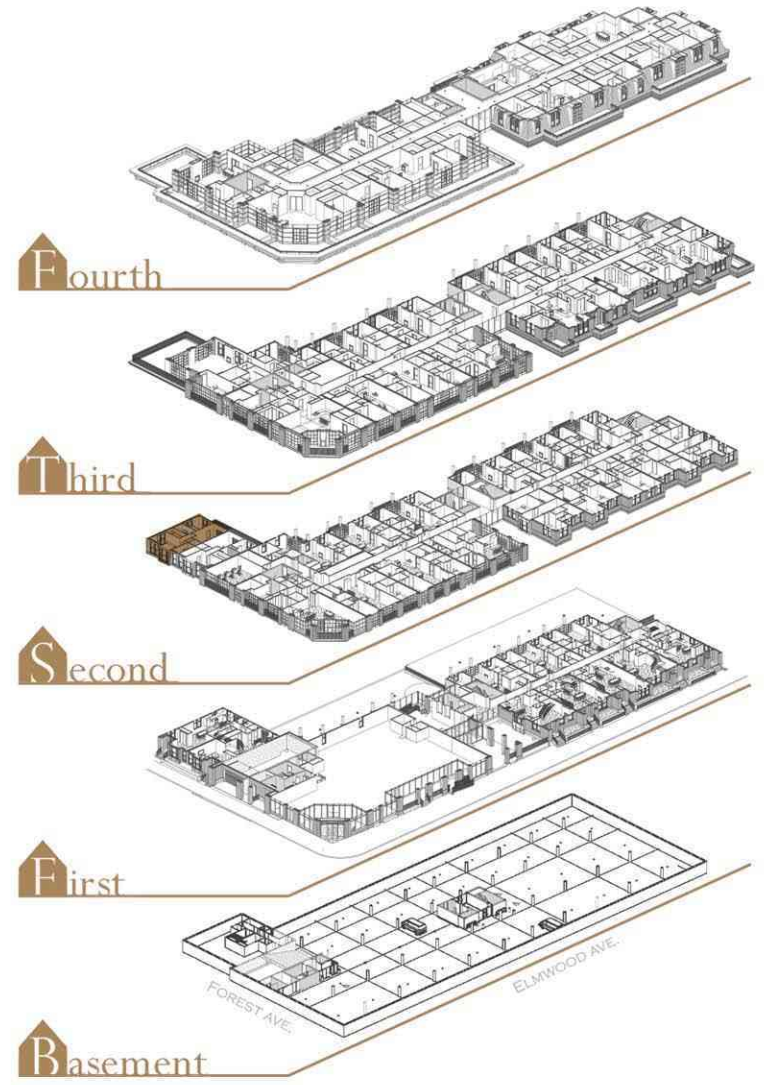 Fourth
Third
Second
First
FOREST AVE.
ELMWOOD AVE.
Basement